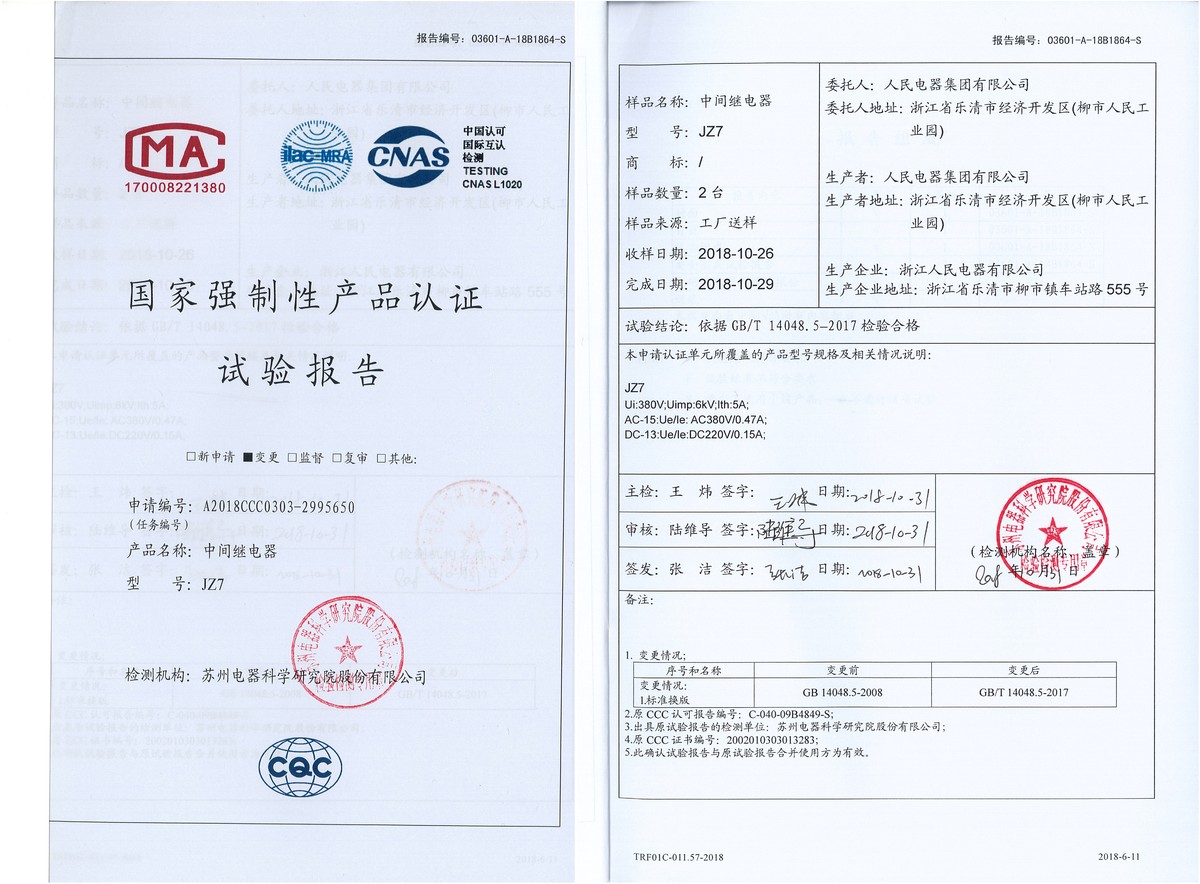 报告编号: 03601-A-18B1864-S
MA
170008221380
ilac-MRA
CNAS
中国认可
国际互认
检测
TESTING
CNAS L1020
国家强制性产品认证
试验报告
□新申请 ■变更 □监督 □复审 □其他:
申请编号: A2018CCC0303-2995650
(任务编号)
产品名称: 中间继电器
型 号: JZ7
检测机构: 苏州电器科学研究院股份有限公司
CQC
报告编号: 03601-A-18B1864-S
样品名称: 中间继电器
型 号: JZ7
商 标: /
样品数量: 2 台
样品来源: 工厂送样
收样日期: 2018-10-26
完成日期: 2018-10-29
委托人: 人民电器集团有限公司
委托人地址: 浙江省乐清市经济开发区(柳市人民工
业园)
生产者: 人民电器集团有限公司
生产者地址: 浙江省乐清市经济开发区(柳市人民工
业园)
生产企业: 浙江人民电器有限公司
生产企业地址: 浙江省乐清市柳市镇车站路 555 号
试验结论: 依据 GB/T 14048.5-2017 检验合格
本申请认证单元所覆盖的产品型号规格及相关情况说明:
JZ7
Ui:380V;Uimp:6kV;Ith:5A;
AC-15:Ue/Ie: AC380V/0.47A;
DC-13:Ue/Ie:DC220V/0.15A;
主检: 王 炜 签字: 王炜 日期: 2018-10-31
审核: 陆维导 签字: 陆维导 日期: 2018-10-31
签发: 张 洁 签字: 张洁 日期: 2018-10-31
(检测机构名称、盖章)
2018 年 10 月 31 日
备注:
1. 变更情况:
序号和名称 变更前 变更后
变更情况:
1.标准换版 GB 14048.5-2008 GB/T 14048.5-2017
2.原 CCC 认可报告编号: C-040-09B4849-S;
3.出具原试验报告的检测单位: 苏州电器科学研究院股份有限公司;
4.原 CCC 证书编号: 2002010303013283;
5.此确认试验报告与原试验报告合并使用方为有效。
TRF01C-011.57-2018
2018-6-11